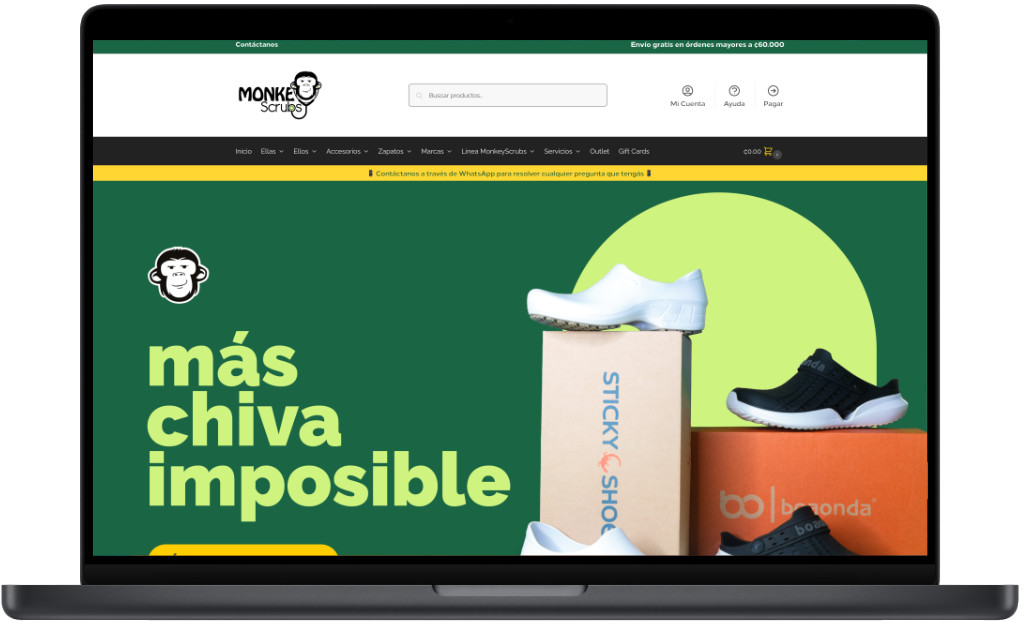 Contáctanos
Envío gratis en órdenes mayores a ₡60.000
MONKEY
Scrubs
Buscar productos..
Mi Cuenta
Ayuda
Pagar
Inicio
Ellas
Ellos
Accesorios
Zapatos
Marcas
Linea MonkeyScrubs
Servicios
Outlet
Gift Cards
₡0.00
0
Contáctanos a través de WhatsApp para resolver cualquier pregunta que tengás
más
chiva
imposible
STICKY SHOE
bo boaonda®